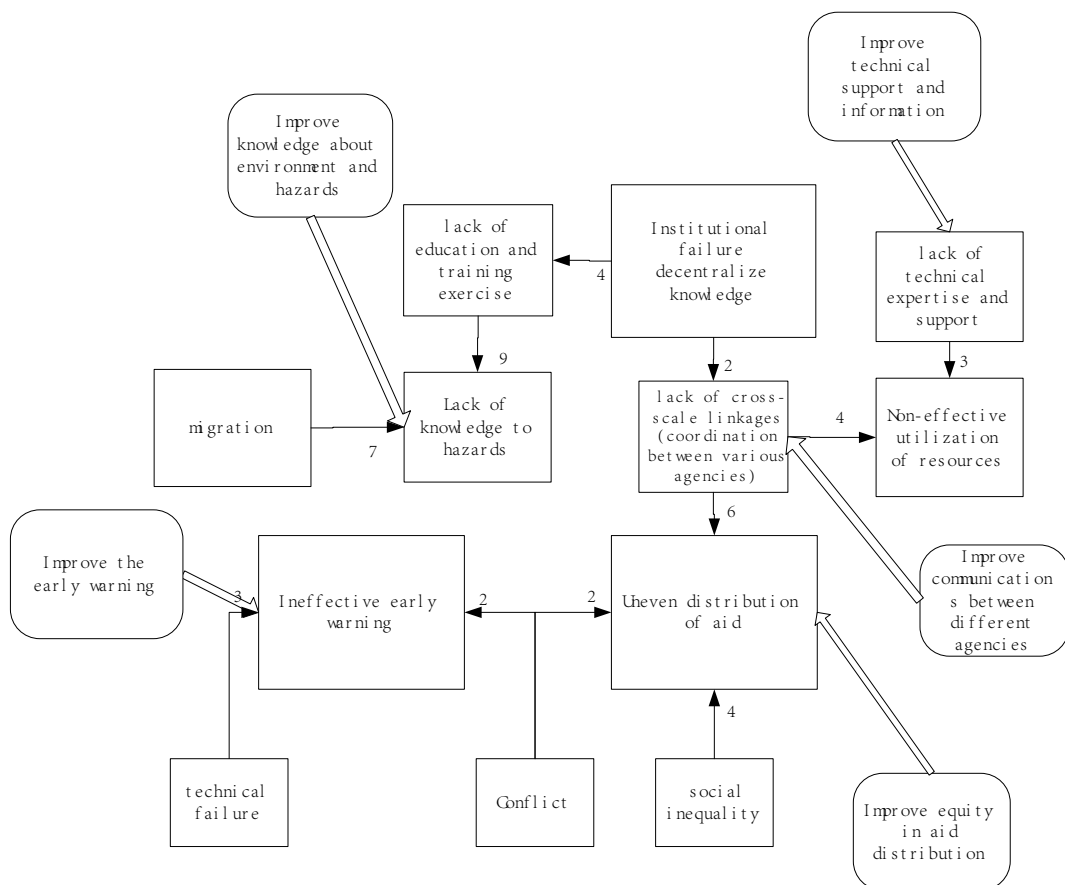 Improve
technical
support and
information
Improve
knowledge about
environment and
hazards
lack of
education and
training
exercise
4
Institutional
failure
decentralize
knowledge
lack of
technical
expertise and
support
9
2
3
migration
7
Lack of
knowledge to
hazards
lack of cross-
scale linkages
(coordination
between various
agencies)
4
Non-effective
utilization
of resources
6
Improve the
early warning
3
Ineffective early
warning
2
2
Uneven distribution
of aid
Improve
communication
s between
different
agencies
4
technical
failure
Conflict
social
inequality
Improve equity
in aid
distribution